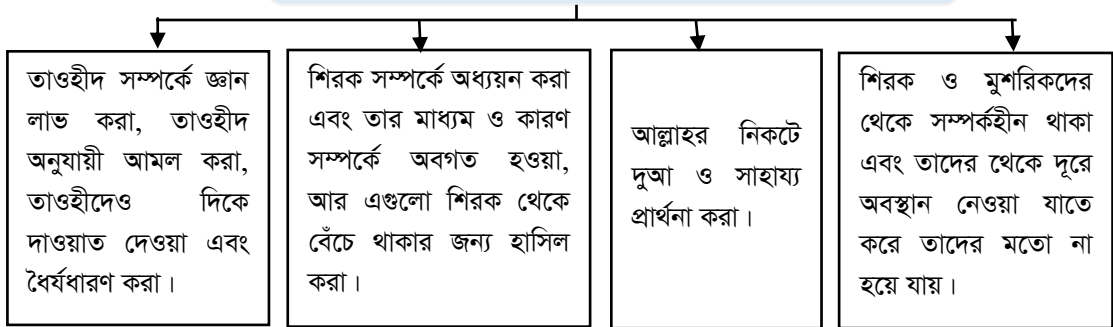 তাওহীদ সম্পর্কে জ্ঞান
লাভ করা, তাওহীদ
অনুযায়ী আমল করা,
তাওহীদেও দিকে
দাওয়াত দেওয়া এবং
ধৈর্যধারণ করা।
শিরক সম্পর্কে অধ্যয়ন করা
এবং তার মাধ্যম ও কারণ
সম্পর্কে অবগত হওয়া,
আর এগুলো শিরক থেকে
বেঁচে থাকার জন্য হাসিল
করা।
আল্লাহর নিকটে
দুআ ও সাহায্য
প্রার্থনা করা।
শিরক ও মুশরিকদের
থেকে সম্পর্কহীন থাকা
এবং তাদের থেকে দূরে
অবস্থান নেওয়া যাতে
করে তাদের মতো না
হয়ে যায়।